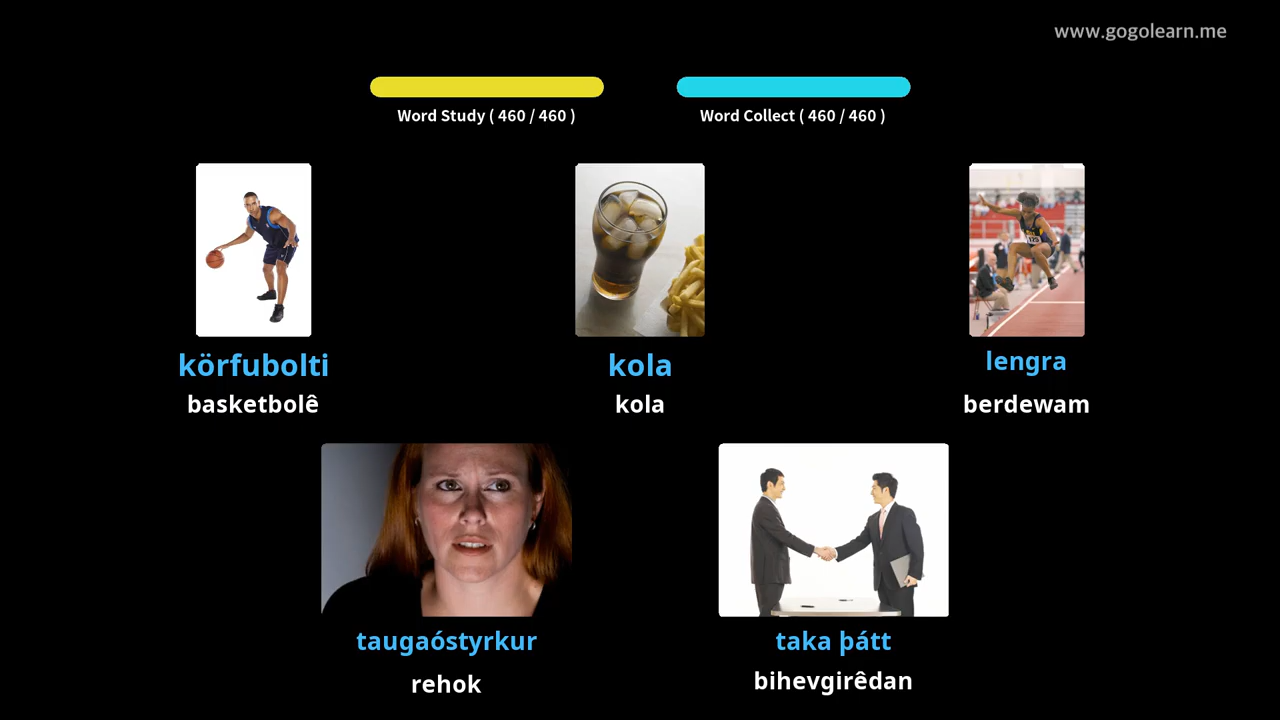 www.gogolearn.me
Word Study ( 460 / 460 )
Word Collect ( 460 / 460 )
körfubolti
basketbolê
kola
kola
lengra
berdewam
taugaóstyrkur
rehok
taka þátt
bihevgirêdan